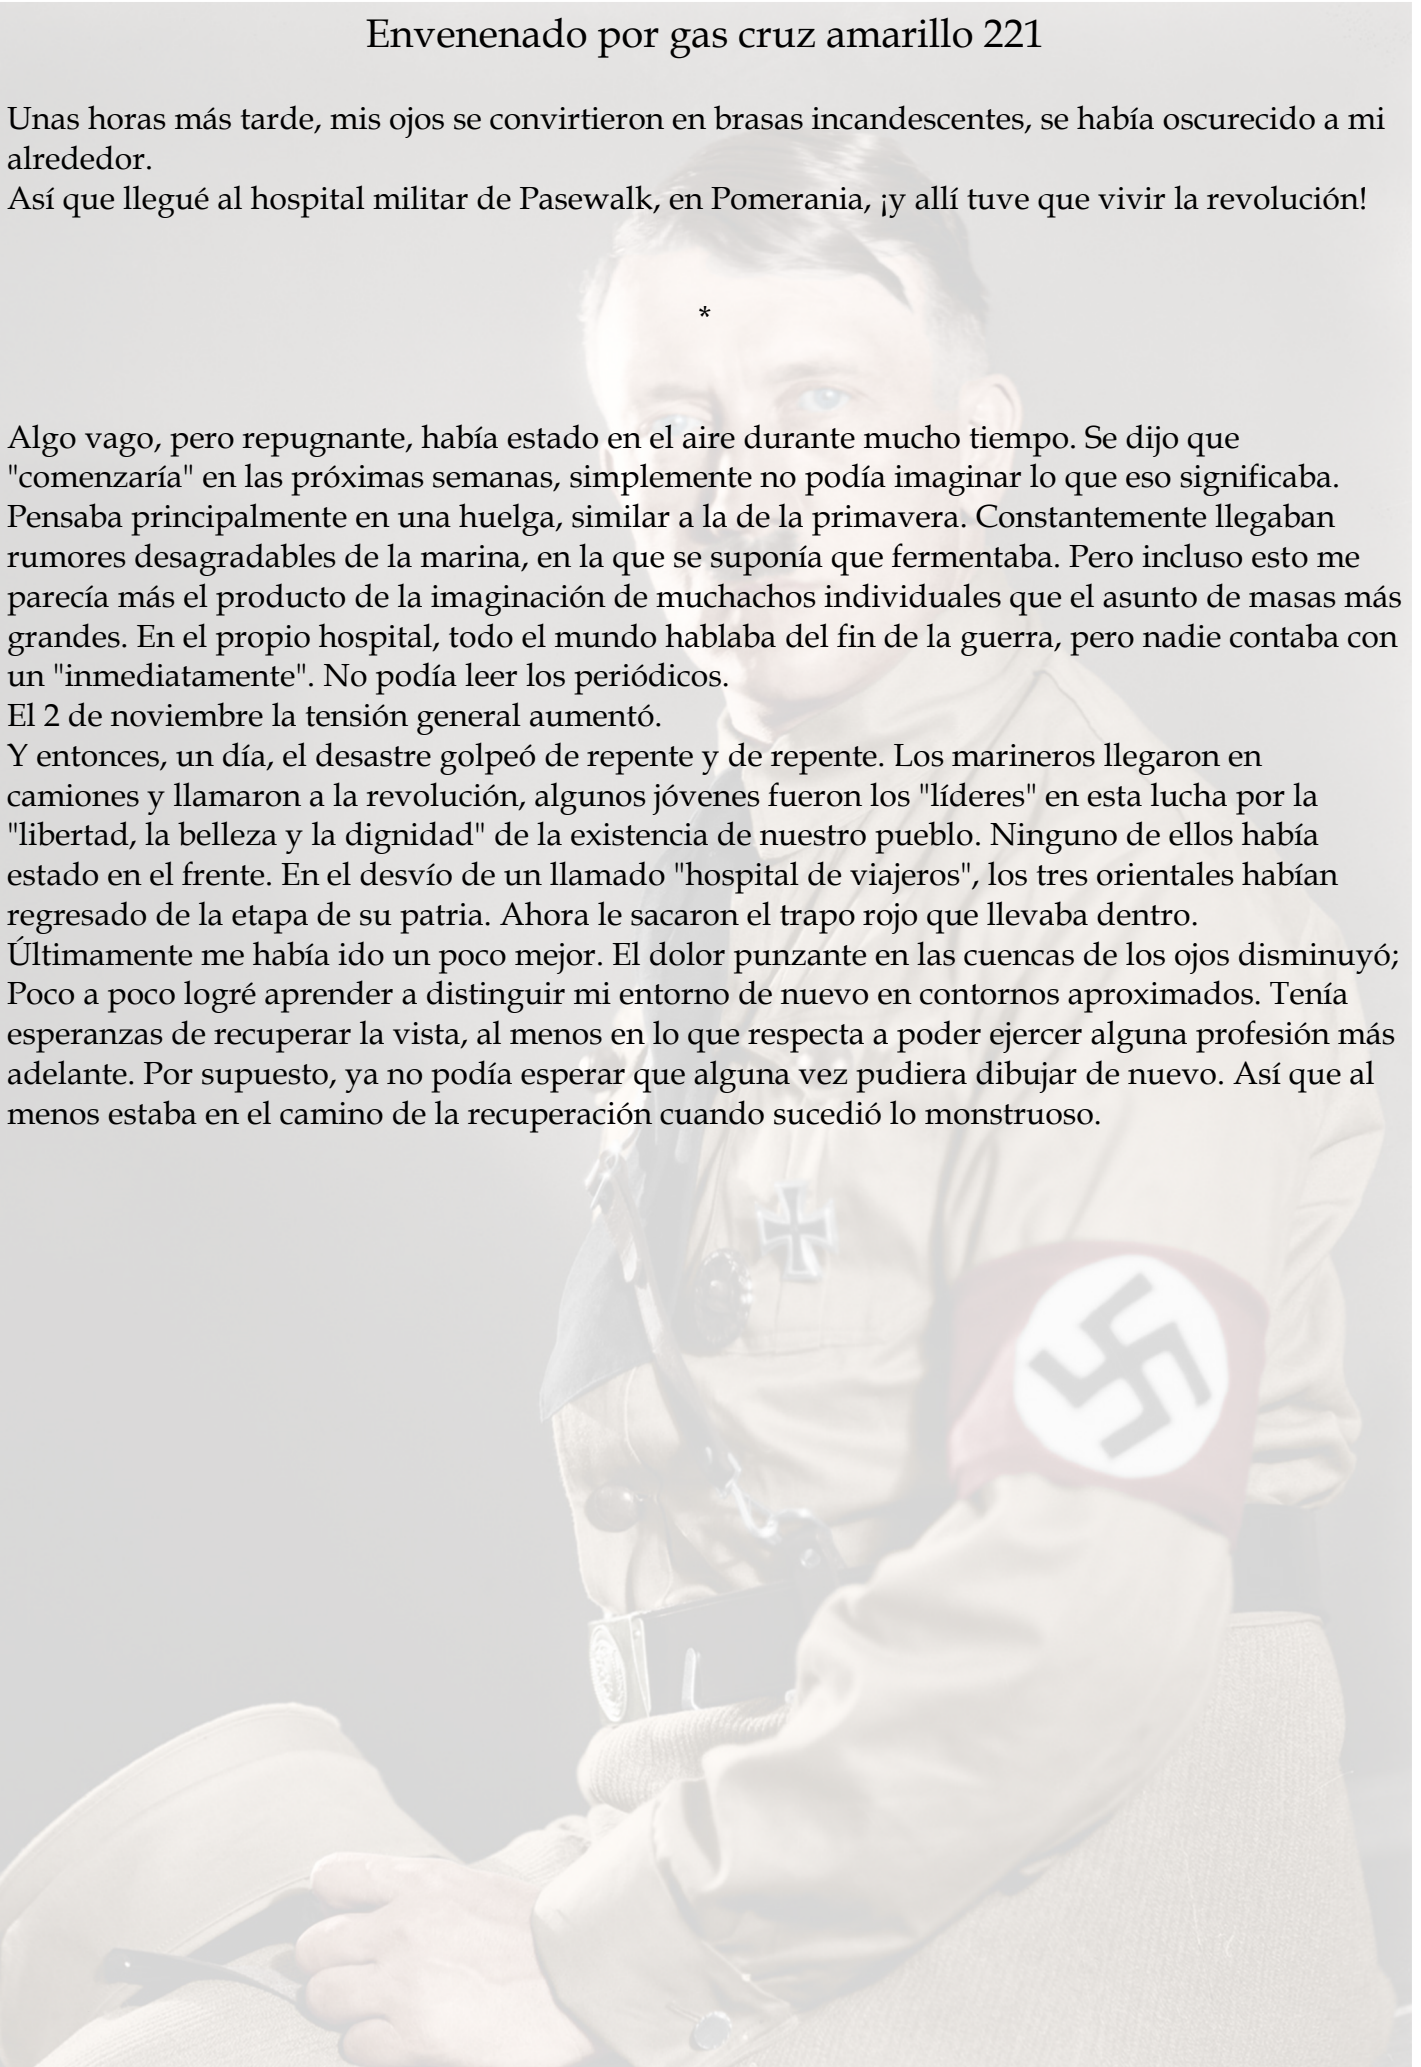 Envenenado por gas cruz amarillo 221
Unas horas más tarde, mis ojos se convirtieron en brasas incandescentes, se había oscurecido a mi
alrededor.
Así que llegué al hospital militar de Pasewalk, en Pomerania, ¡y allí tuve que vivir la revolución!
*
Algo vago, pero repugnante, había estado en el aire durante mucho tiempo. Se dijo que
"comenzaría" en las próximas semanas, simplemente no podía imaginar lo que eso significaba.
Pensaba principalmente en una huelga, similar a la de la primavera. Constantemente llegaban
rumores desagradables de la marina, en la que se suponía que fermentaba. Pero incluso esto me
parecía más el producto de la imaginación de muchachos individuales que el asunto de masas más
grandes. En el propio hospital, todo el mundo hablaba del fin de la guerra, pero nadie contaba con
un "inmediatamente". No podía leer los periódicos.
El 2 de noviembre la tensión general aumentó.
Y entonces, un día, el desastre golpeó de repente y de repente. Los marineros llegaron en
camiones y llamaron a la revolución, algunos jóvenes fueron los "líderes" en esta lucha por la
"libertad, la belleza y la dignidad" de la existencia de nuestro pueblo. Ninguno de ellos había
estado en el frente. En el desvío de un llamado "hospital de viajeros", los tres orientales habían
regresado de la etapa de su patria. Ahora le sacaron el trapo rojo que llevaba dentro.
Últimamente me había ido un poco mejor. El dolor punzante en las cuencas de los ojos disminuyó;
Poco a poco logré aprender a distinguir mi entorno de nuevo en contornos aproximados. Tenía
esperanzas de recuperar la vista, al menos en lo que respecta a poder ejercer alguna profesión más
adelante. Por supuesto, ya no podía esperar que alguna vez pudiera dibujar de nuevo. Así que al
menos estaba en el camino de la recuperación cuando sucedió lo monstruoso.